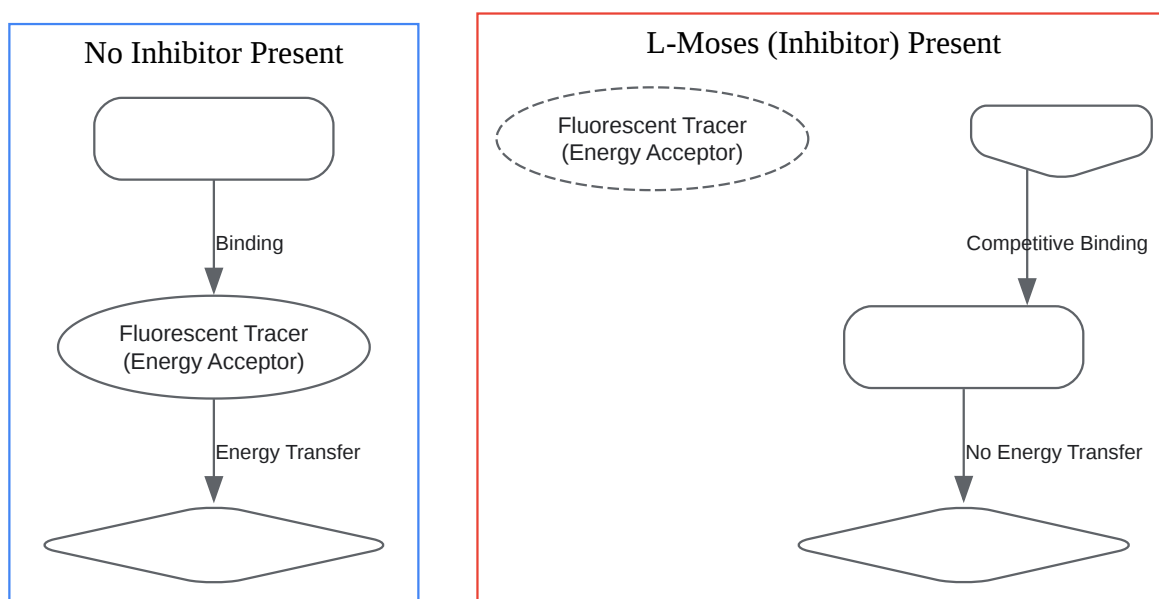 No Inhibitor Present
Binding
Fluorescent Tracer
(Energy Acceptor)
Energy Transfer
L-Moses (Inhibitor) Present
Fluorescent Tracer
(Energy Acceptor)
Competitive Binding
No Energy Transfer